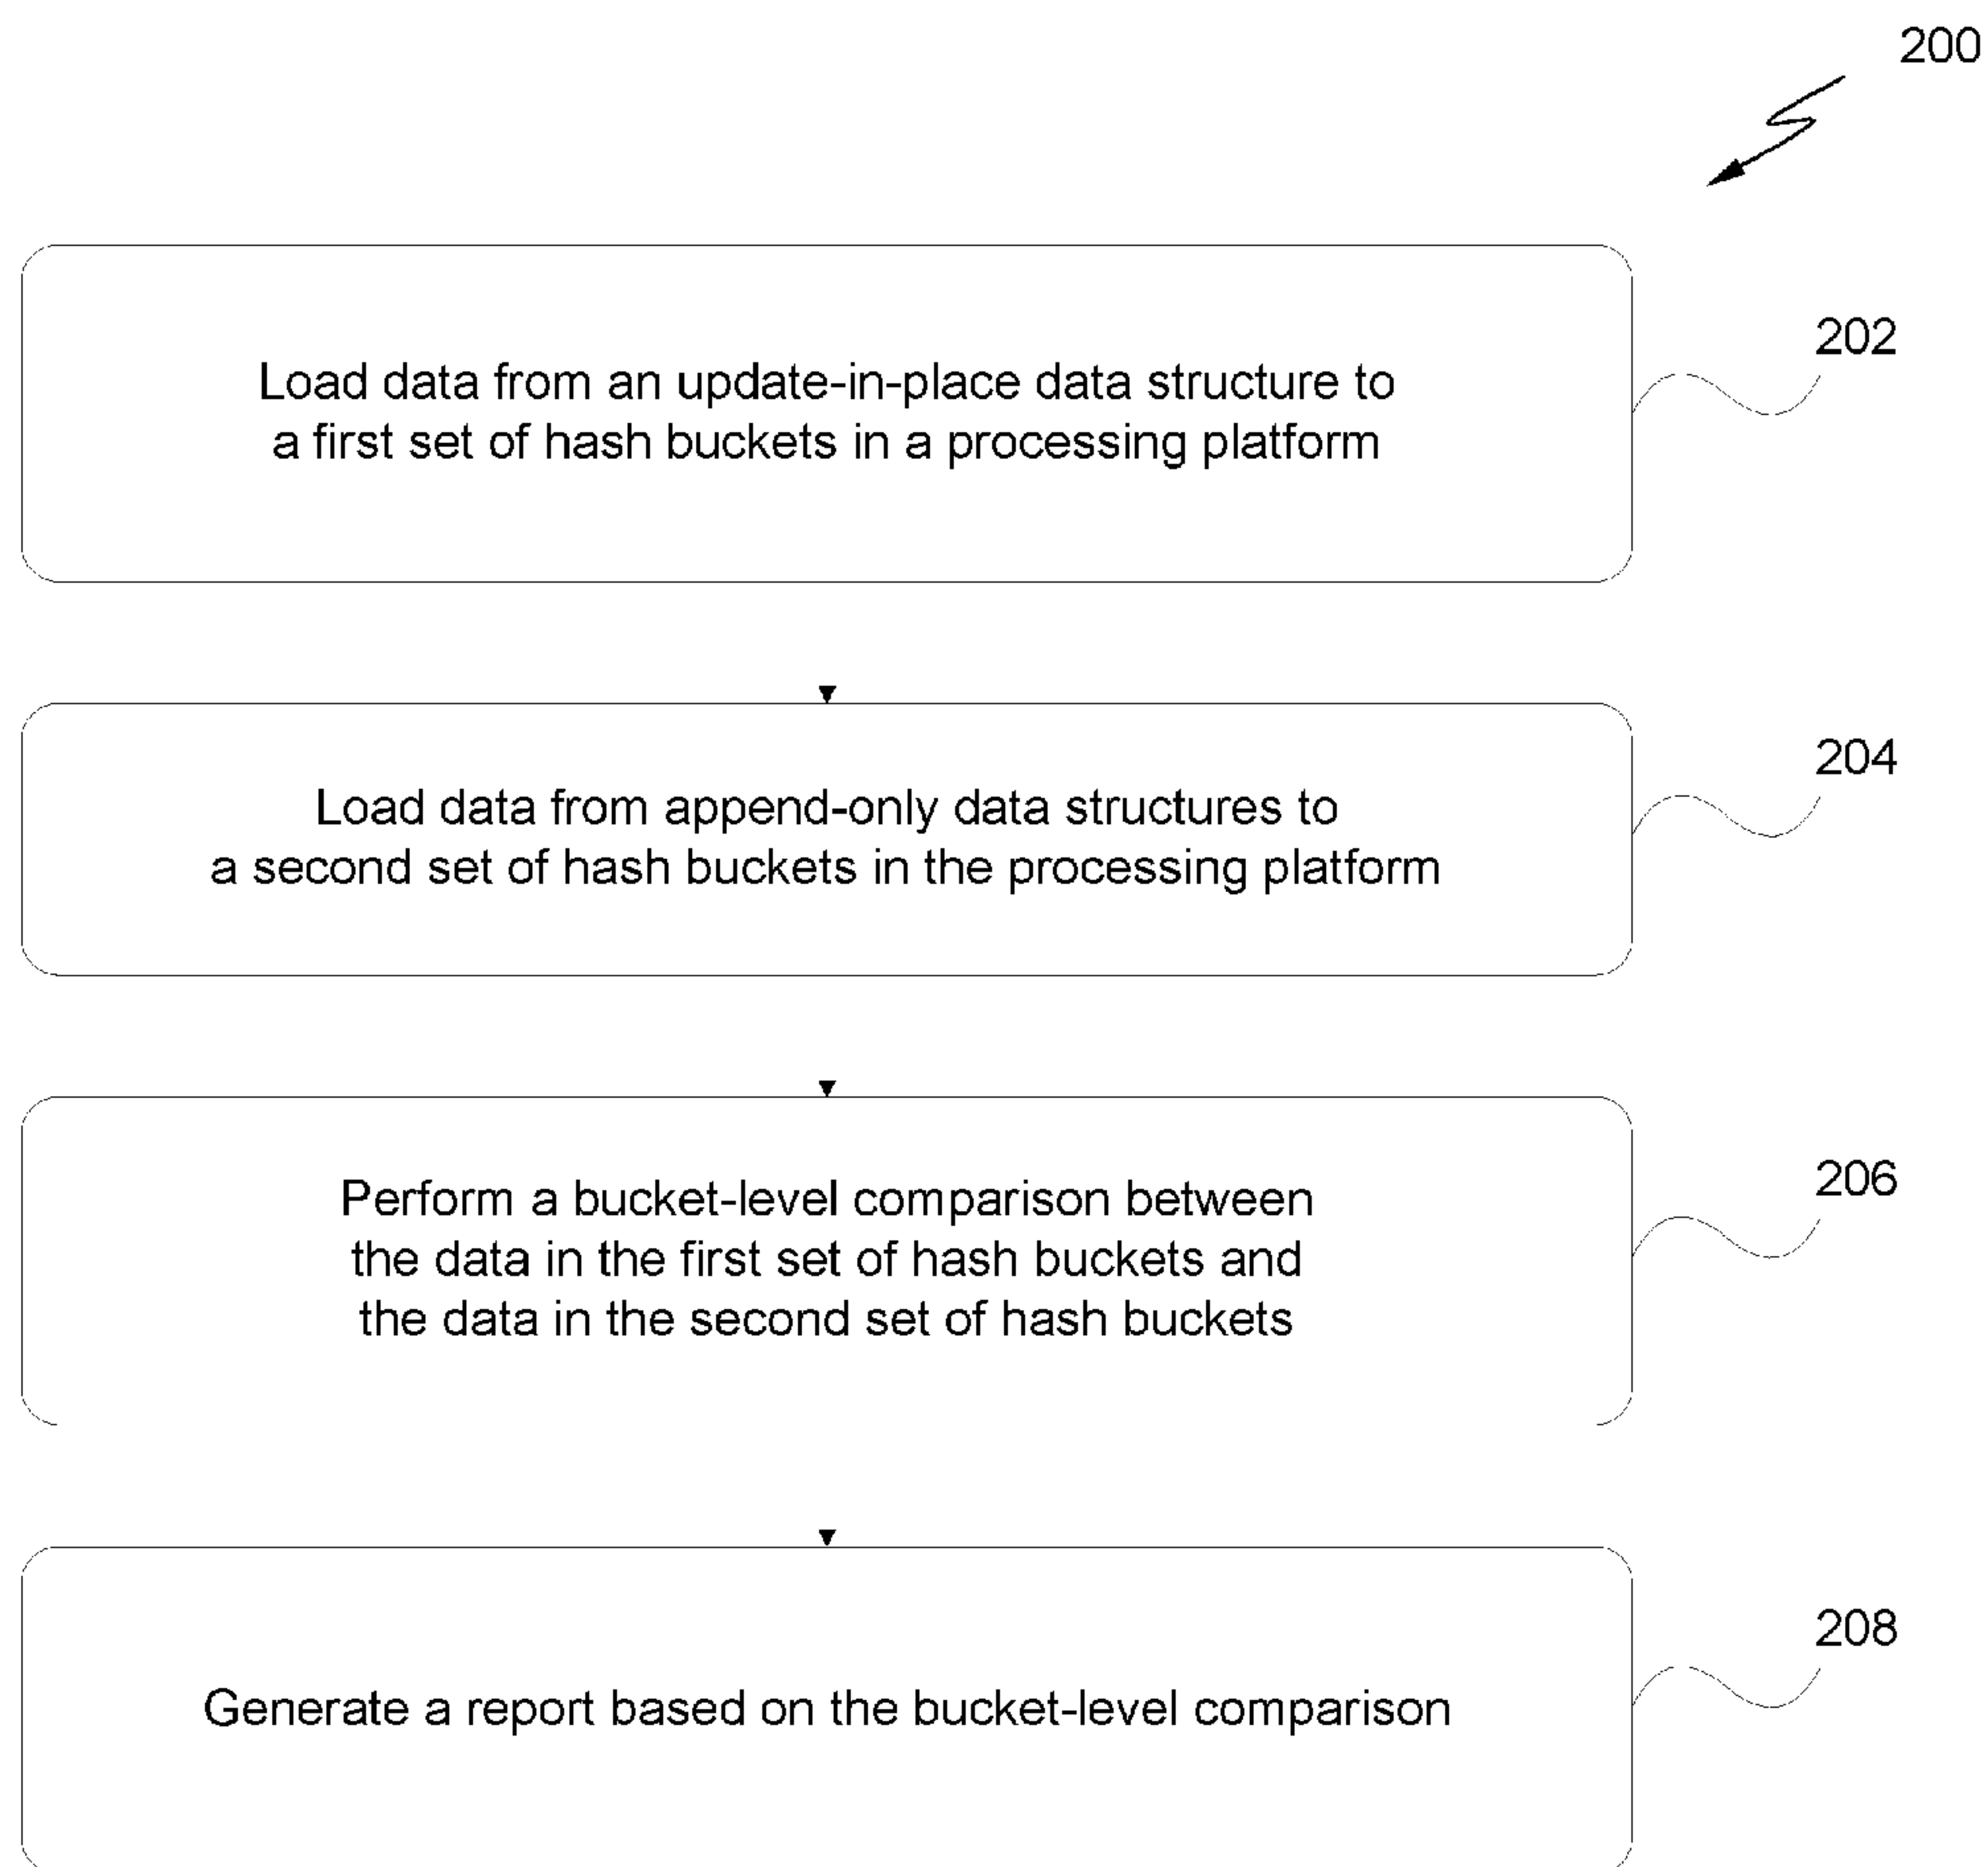 200
202
Load data from an update-in-place data structure to
a first set of hash buckets in a processing platform
204
Load data from append-only data structures to
a second set of hash buckets in the processing platform
206
Perform a bucket-level comparison between
the data in the first set of hash buckets and
the data in the second set of hash buckets
208
Generate a report based on the bucket-level comparison